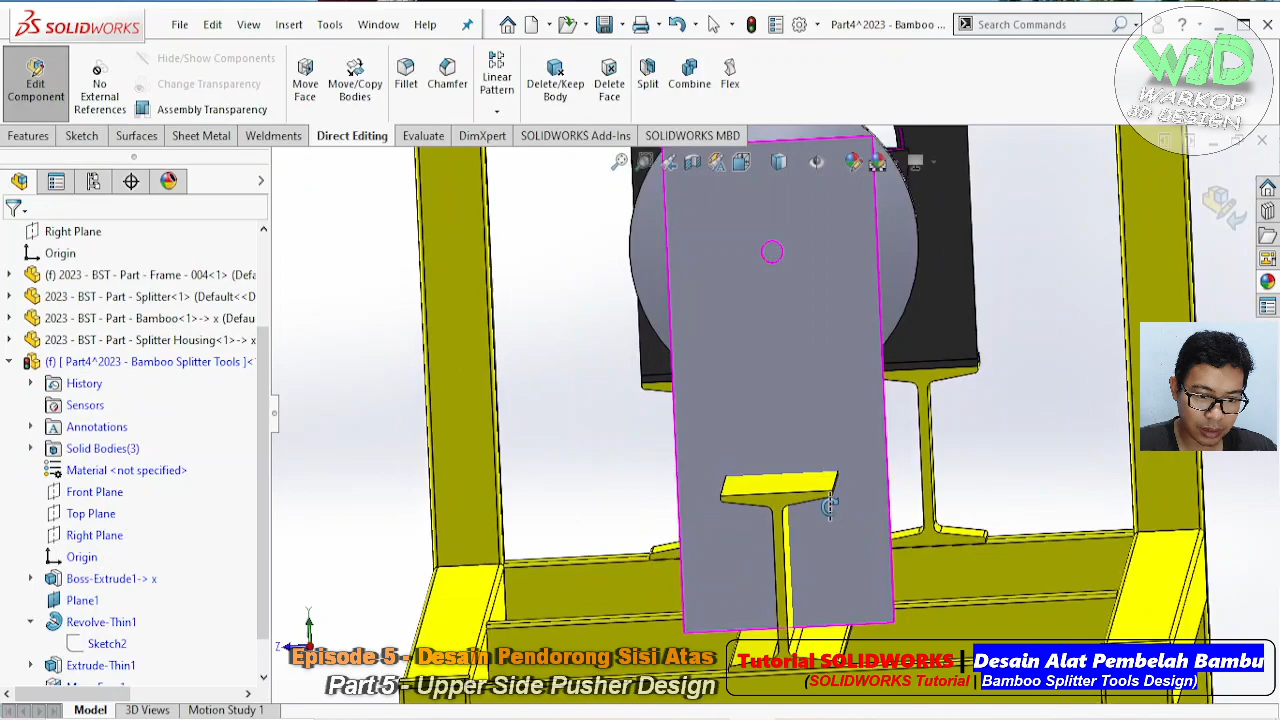 SOLIDWORKS
File
Edit
View
Insert
Tools
Window
Help
Part4^2023 - Bamboo ...
Search Commands
Edit
Component
No
External
References
Hide/Show Components
Change Transparency
Assembly Transparency
Move
Face
Move/Copy
Bodies
Fillet
Chamfer
Linear
Pattern
Delete/Keep
Body
Delete
Face
Split
Combine
Flex
W3D
WARKOP
3D DESIGN
Features
Sketch
Surfaces
Sheet Metal
Weldments
Direct Editing
Evaluate
DimXpert
SOLIDWORKS Add-Ins
SOLIDWORKS MBD
Right Plane
Origin
(f) 2023 - BST - Part - Frame - 004<1> (Defa
2023 - BST - Part - Splitter<1> (Default<<D
2023 - BST - Part - Bamboo<1>-> x (Defau
2023 - BST - Part - Splitter Housing<1>-> x
(f) [ Part4^2023 - Bamboo Splitter Tools ]<
History
Sensors
Annotations
Solid Bodies(3)
Material <not specified>
Front Plane
Top Plane
Right Plane
Origin
Boss-Extrude1-> x
Plane1
Revolve-Thin1
Sketch2
Extrude-Thin1
Y
Z
Episode 5 - Desain Pendorong Sisi Atas
Part 5 - Upper Side Pusher Design
Tutorial SOLIDWORKS | Desain Alat Pembelah Bambu
(SOLIDWORKS Tutorial | Bamboo Splitter Tools Design)
Model
3D Views
Motion Study 1